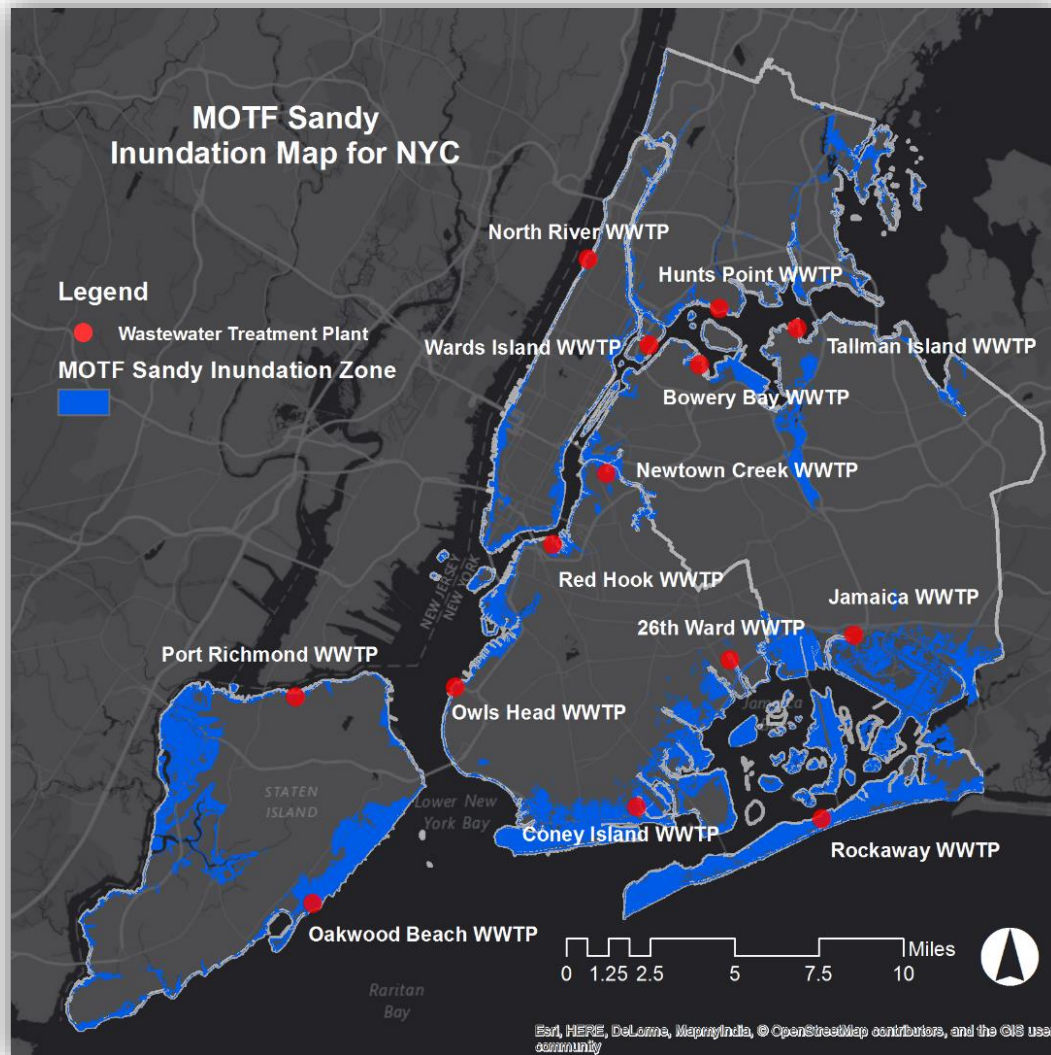 MOTF Sandy
Inundation Map for NYC
North River WWTP
Hunts Point WWTP
Legend
Wastewater Treatment Plant
Wards Island WWTP
Tallman Island WWTP
MOTF Sandy Inundation Zone
Bowery Bay WWTP
Newtown Creek WWTP
NEW JERSEY
NEW YORK
Red Hook WWTP
Jamaica WWTP
26th Ward WWTP
Port Richmond WWTP
Jamaica
Owls Head WWTP
STATEN
ISLAND
Lower New
York Bay
Coney Island WWTP
Rockaway WWTP
Oakwood Beach WWTP
Miles
0 1.25 2.5 5 7.5 10
Raritan
Bay
Esri, HERE, DeLorme, MapmyIndia, © OpenStreetMap contributors, and the GIS use
community